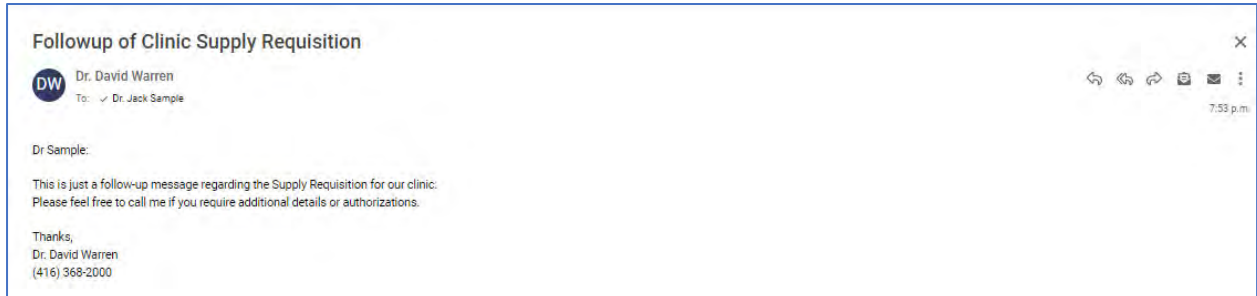 Followup of Clinic Supply Requisition
DW
Dr. David Warren
To: Dr. Jack Sample
7:53 p.m.
Dr Sample:
This is just a follow-up message regarding the Supply Requisition for our clinic.
Please feel free to call me if you require additional details or authorizations.
Thanks,
Dr. David Warren
(416) 368-2000